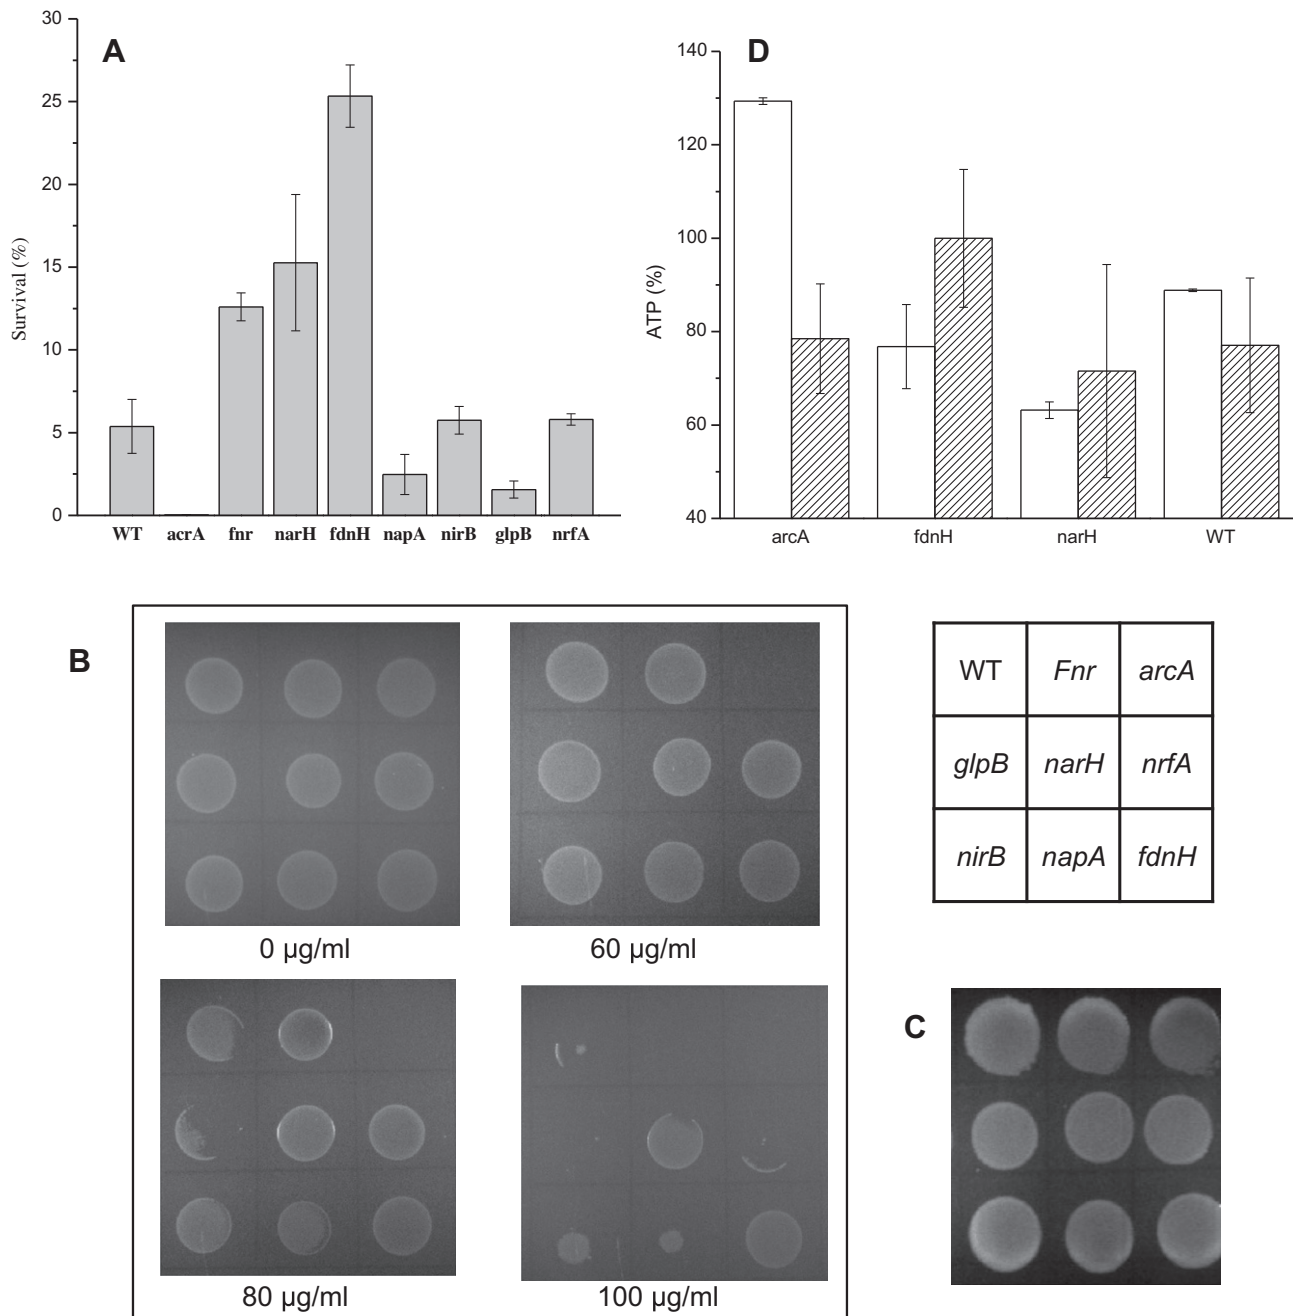 A
30
25
20
15
10
5
0
Survival (%)
WT acrA fnr narH fdnH napA nirB glpB nrfA
D
140
120
100
80
60
40
ATP (%)
arcA fdnH narH WT
B
0 µg/ml
60 µg/ml
80 µg/ml
100 µg/ml
WT Fnr arcA
glpB narH nrfA
nirB napA fdnH
C